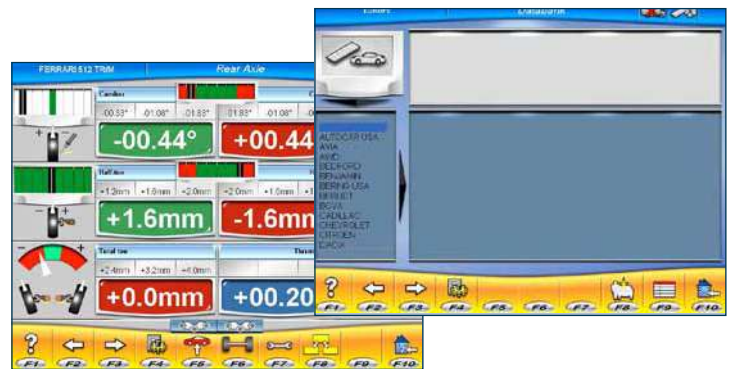 FERRARI 512 TR/M
Rear Axle
Camber
-00.33° -01.08° -01.83°
-01.83° -01.08°
-00.44°
+00.44
Half toe
+1.2mm +1.6mm +2.0mm
+2.0mm +1.6mm
+1.6mm
-1.6mm
Total toe
+2.4mm +3.2mm +4.0mm
+0.0mm
+00.20
?
F1 F2 F3 F4 F5 F6 F7 F8 F9 F10
AUTOCAR USA
AVIA
AWD
BEDFORD
BENJAMIN
BERING USA
BOVA
CADILLAC
CHEVROLET
CITROEN
DACIA
?
F1 F2 F3 F4 F5 F6 F7 F8 F9 F10